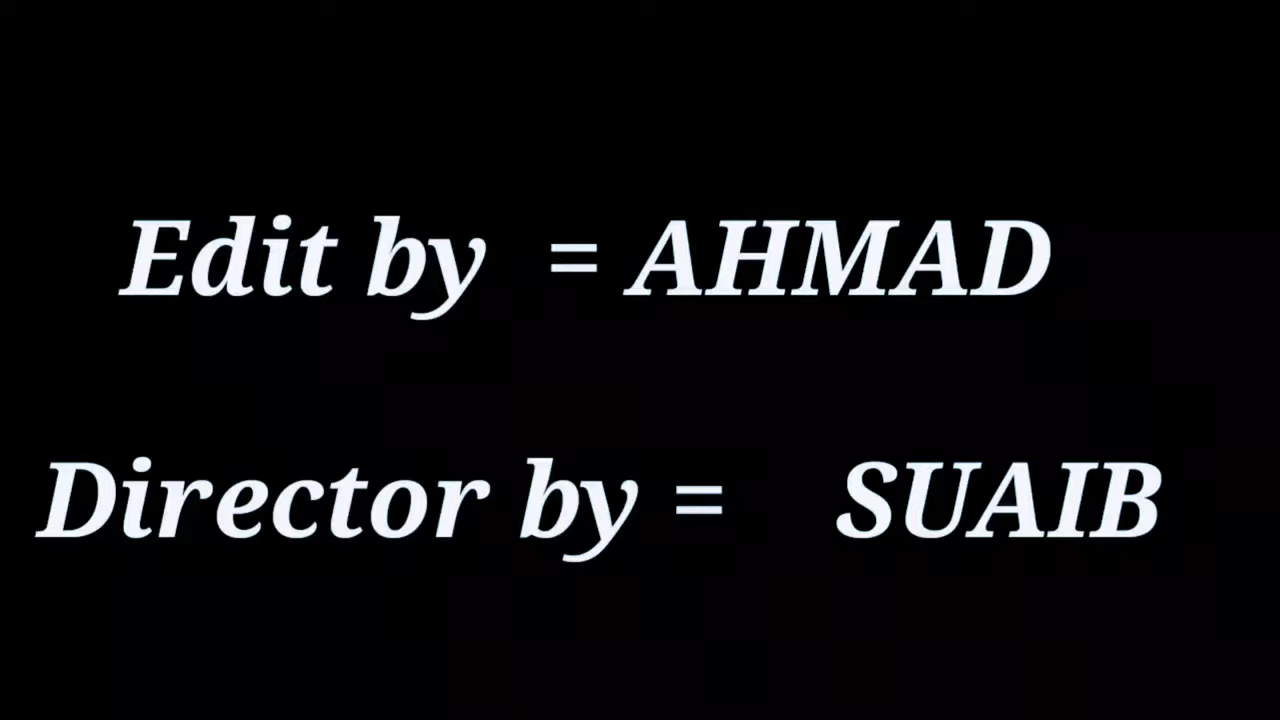 Edit by = AHMAD
Director by = SUAIB